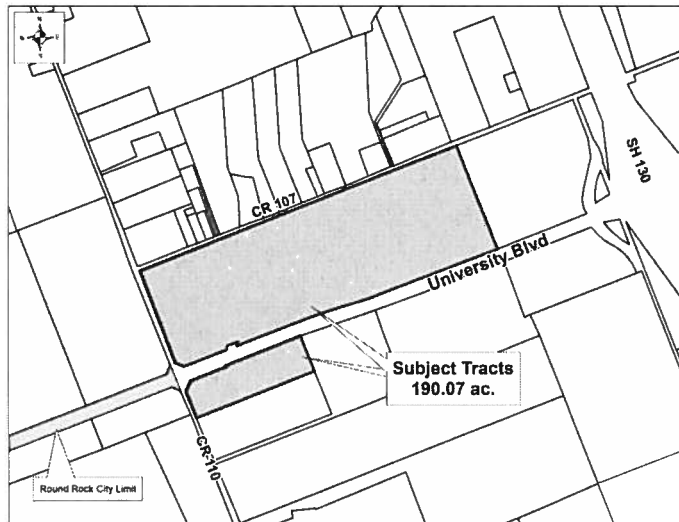 N
CR 107
SH 130
University Blvd
Subject Tracts
190.07 ac.
CR 110
Round Rock City Limit